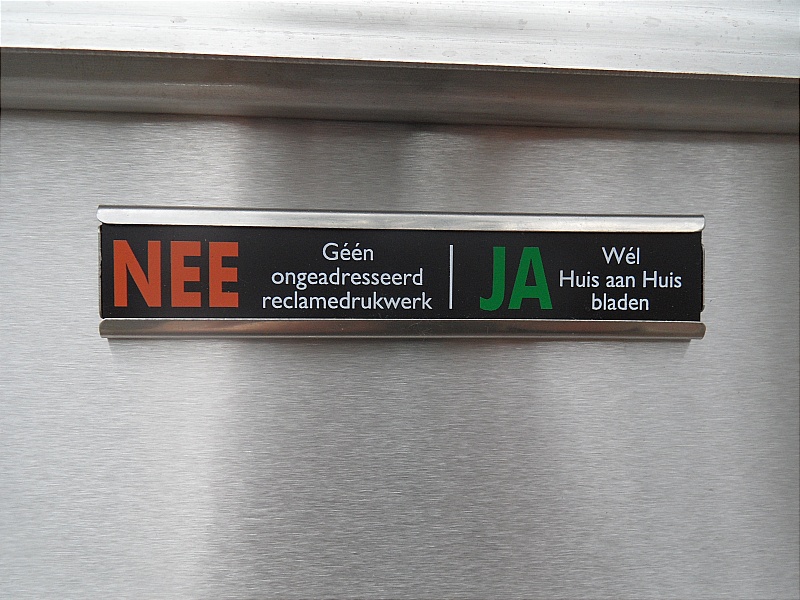 NEE
Géén
ongeadresseerd
reclamedrukwerk
JA
Wél
Huis aan Huis
bladen